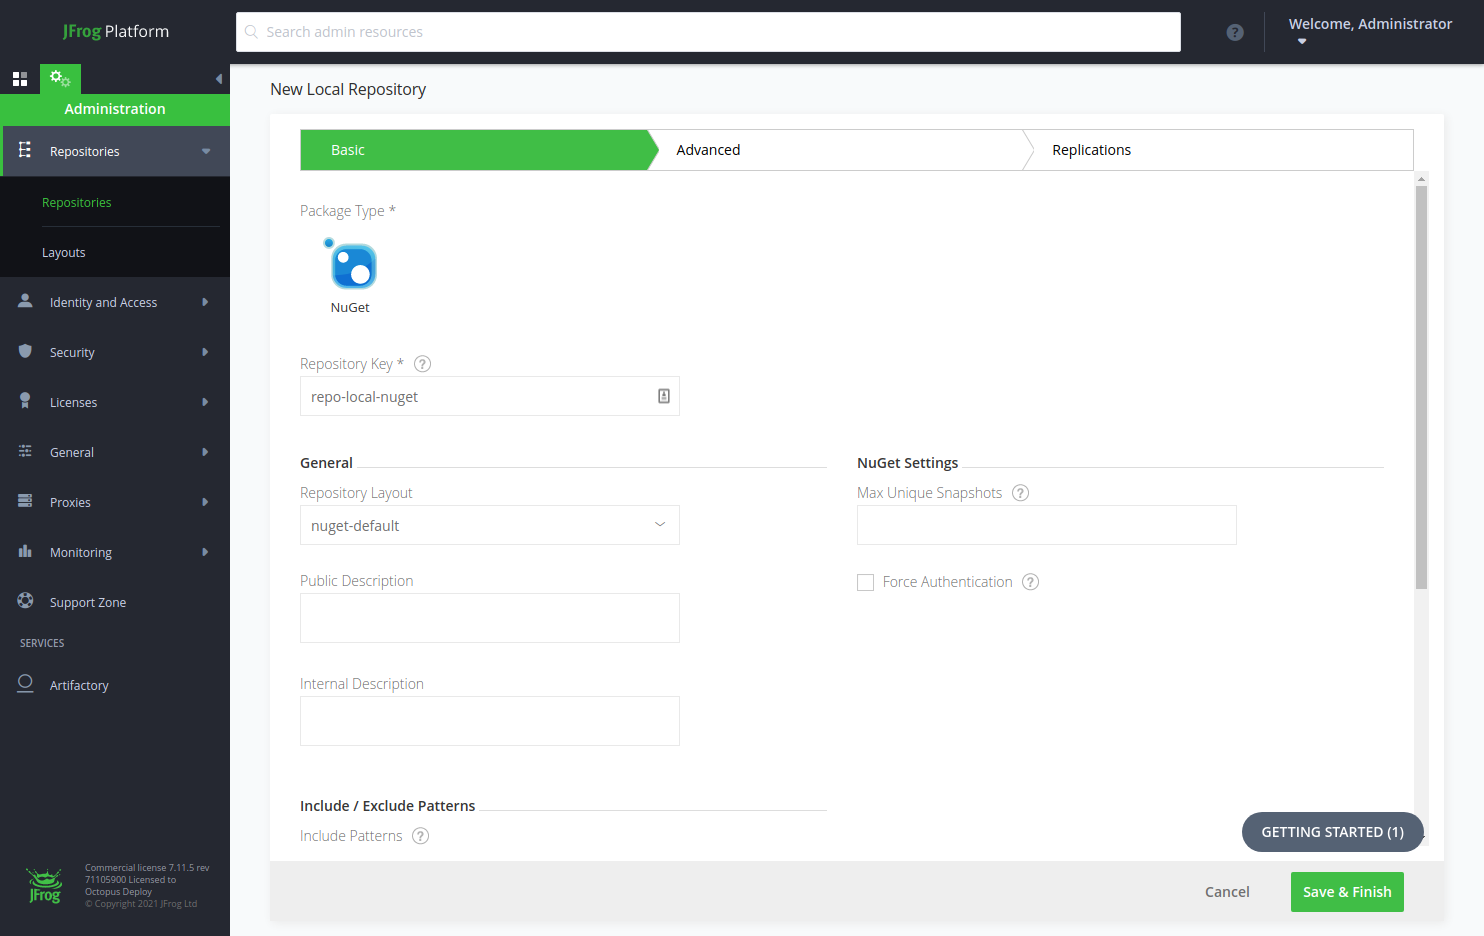 JFrog Platform
Search admin resources
?
Welcome, Administrator
Administration
Repositories
Repositories
Layouts
Identity and Access
Security
Licenses
General
Proxies
Monitoring
Support Zone
SERVICES
Artifactory
JFrog
Commercial license 7.11.5 rev
71105900 Licensed to
Octopus Deploy
© Copyright 2021 JFrog Ltd
New Local Repository
Basic
Advanced
Replications
Package Type *
NuGet
Repository Key * ?
repo-local-nuget
General
Repository Layout
nuget-default
Public Description
Internal Description
NuGet Settings
Max Unique Snapshots ?
Force Authentication ?
Include / Exclude Patterns
Include Patterns ?
GETTING STARTED (1)
Cancel
Save & Finish